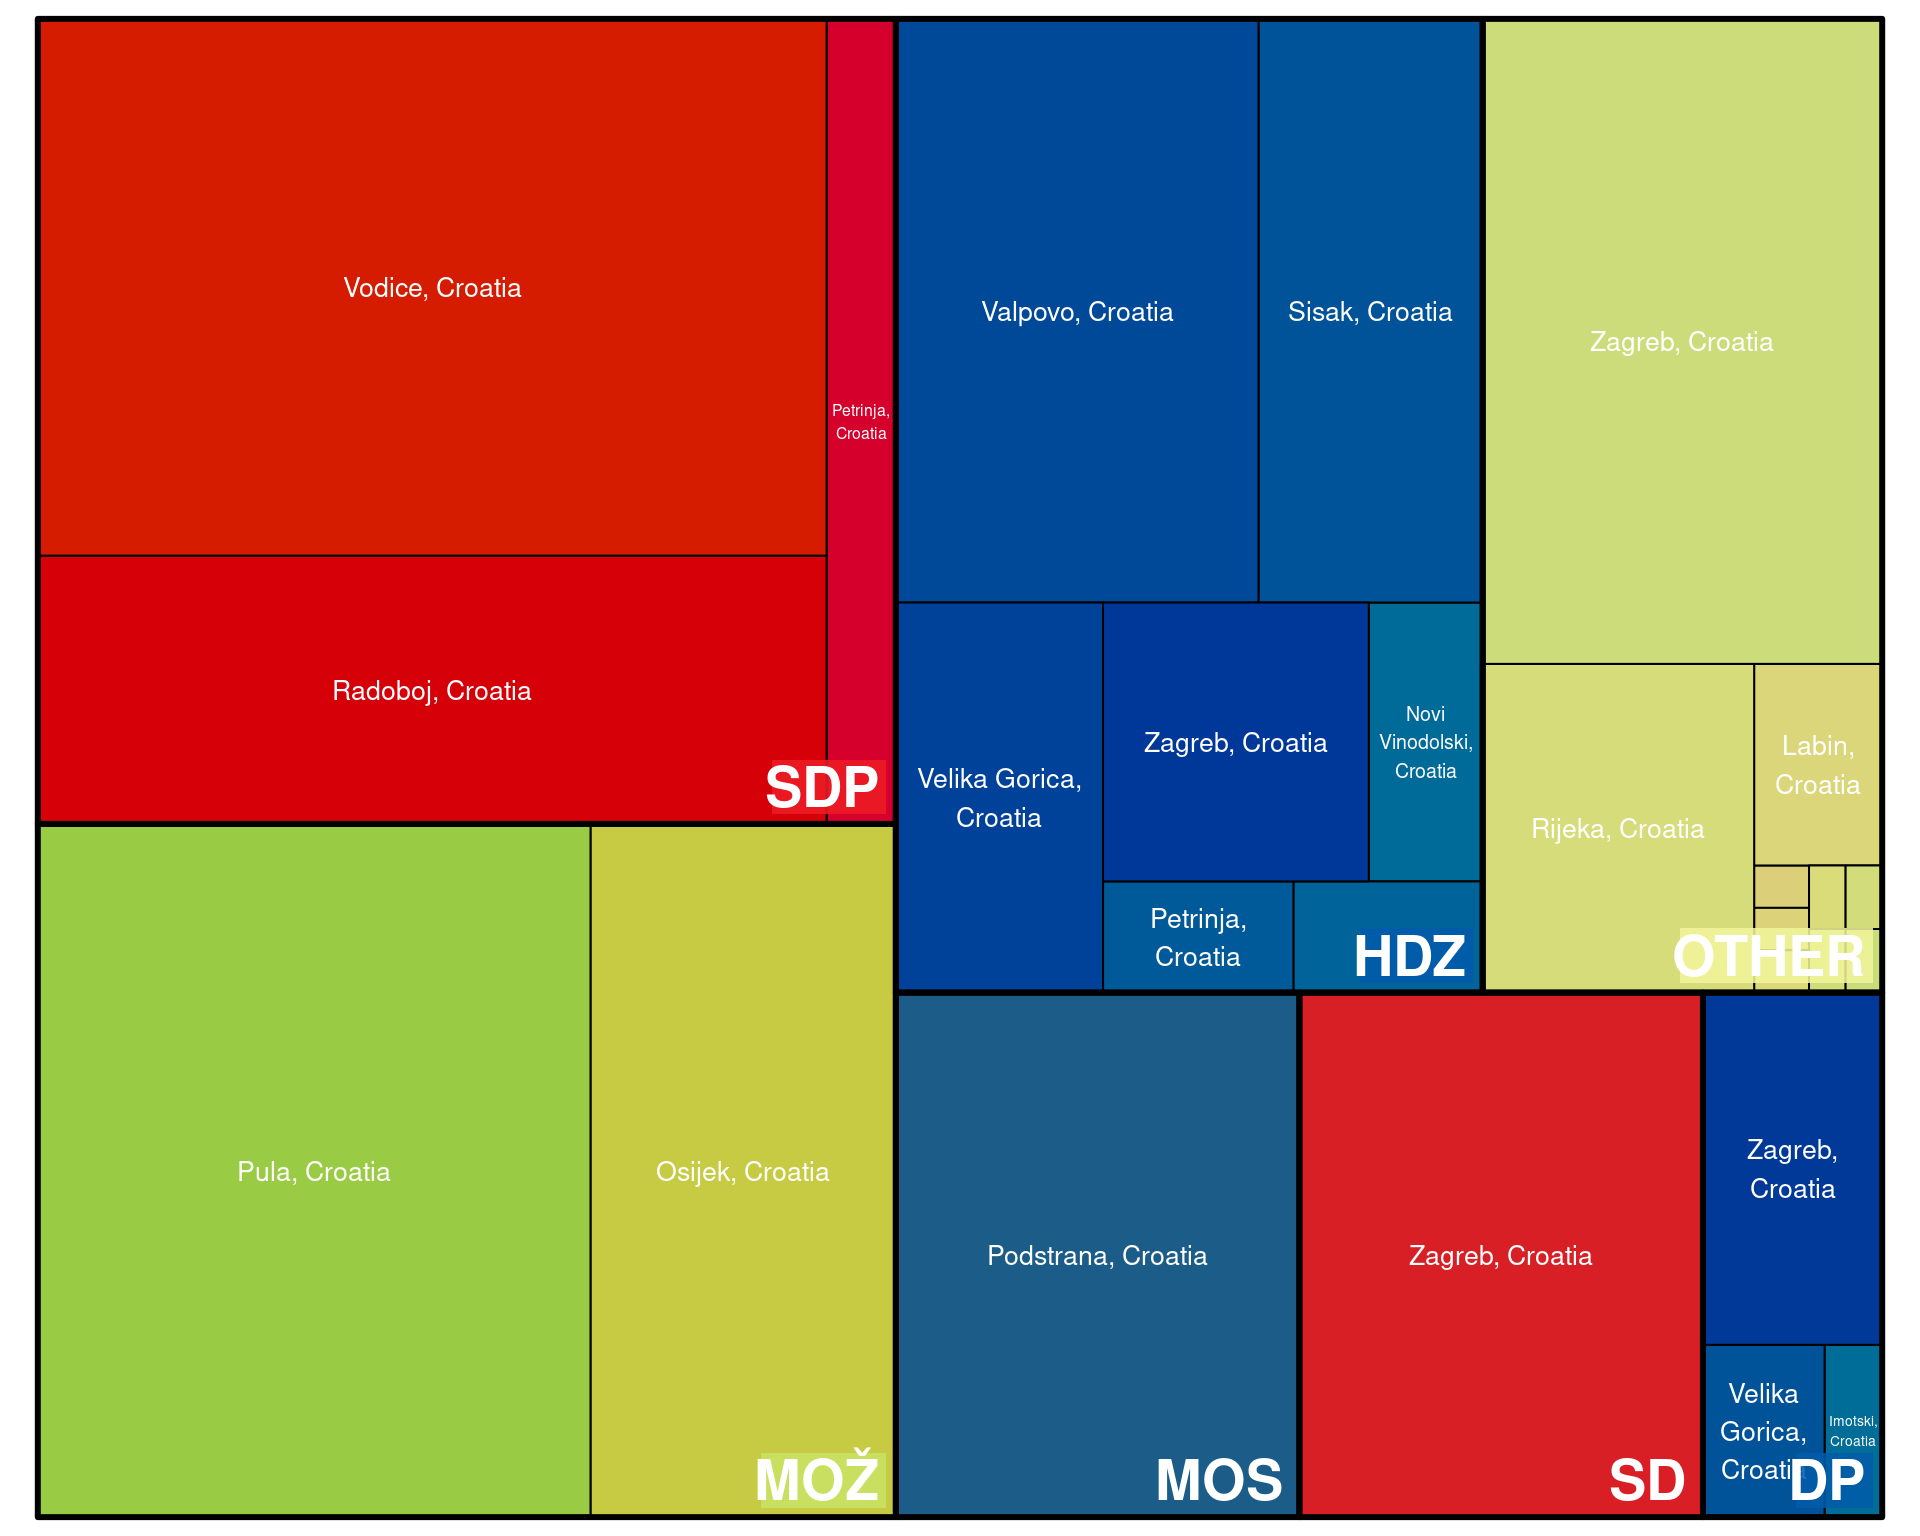 Vodice, Croatia
Petrinja,
Croatia
Radoboj, Croatia
SDP
Pula, Croatia
Osijek, Croatia
MOŽ
Valpovo, Croatia
Sisak, Croatia
Velika Gorica,
Croatia
Zagreb, Croatia
Novi
Vinodolski,
Croatia
Petrinja,
Croatia
HDZ
Zagreb, Croatia
Rijeka, Croatia
Labin,
Croatia
OTHER
Podstrana, Croatia
MOS
Zagreb, Croatia
SD
Zagreb,
Croatia
Velika
Gorica,
Croatia
Imotski,
Croatia
DP